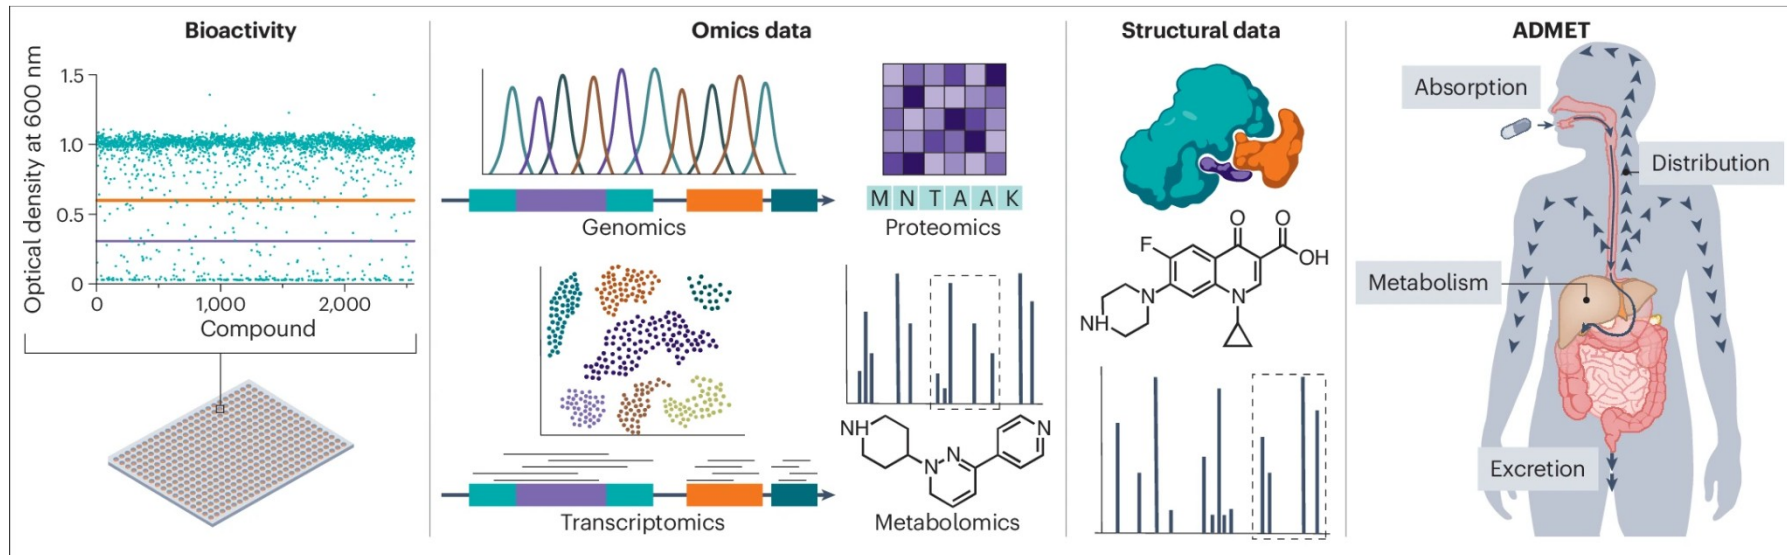 Bioactivity
Optical density at 600 nm
1.5
1.0
0.5
0
0
1,000
2,000
Compound
Omics data
Genomics
M N T A A K
Proteomics
Transcriptomics
NH
N
N
N
Metabolomics
Structural data
F
O
O
OH
N
N
NH
ADMET
Absorption
Distribution
Metabolism
Excretion